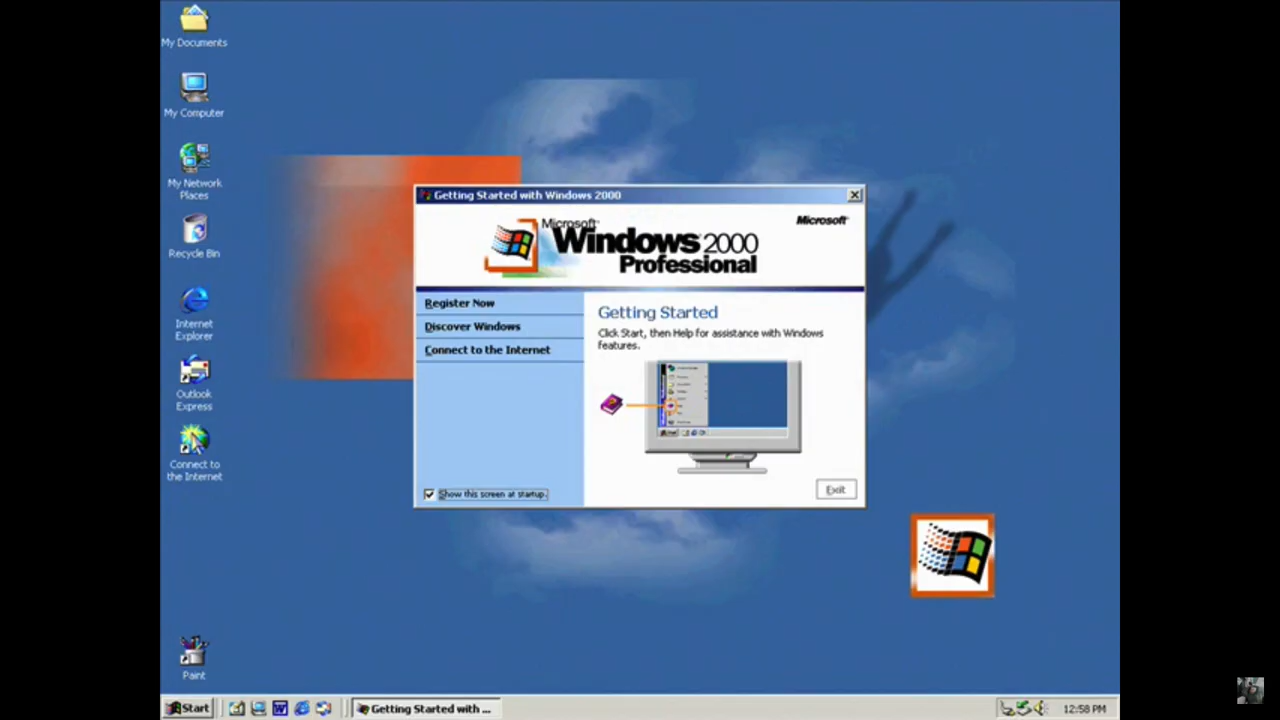 My Documents
My Computer
My Network
Places
Recycle Bin
Internet
Explorer
Outlook
Express
Connect to
the Internet
Paint
Getting Started with Windows 2000
Microsoft
Windows 2000
Professional
Microsoft
Register Now
Discover Windows
Connect to the Internet
Show this screen at startup.
Getting Started
Click Start, then Help for assistance with Windows
features.
Exit
Start
Getting Started with ...
12:58 PM